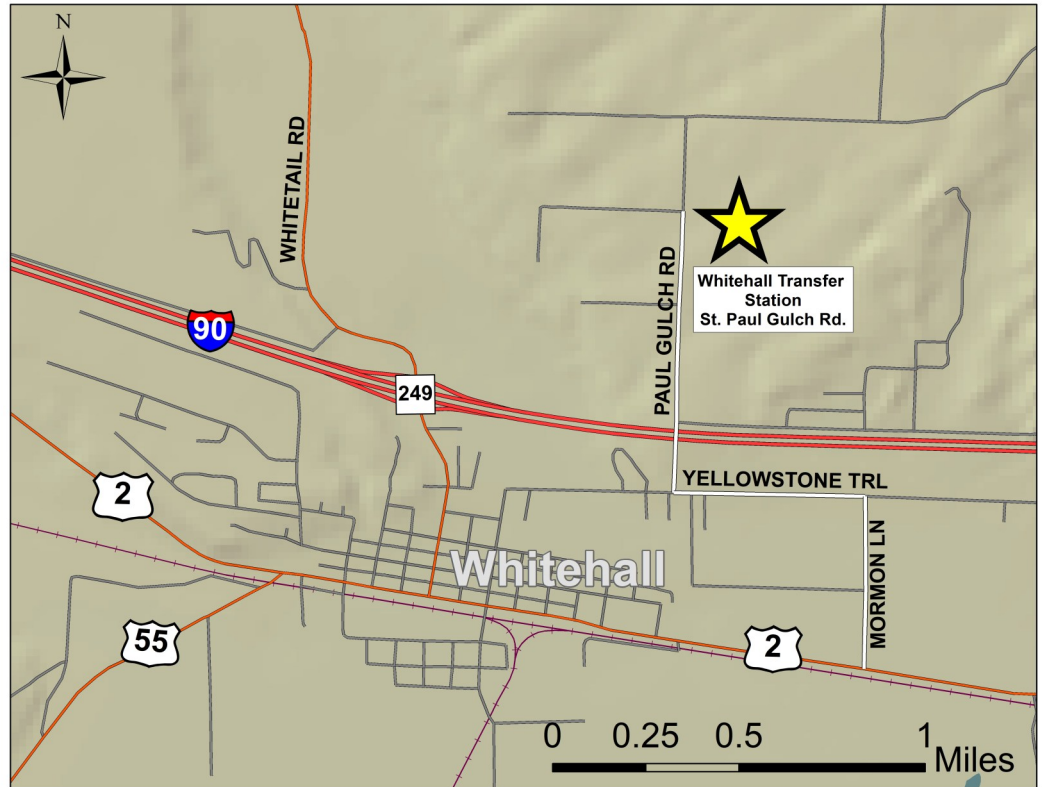 N
WHITETAIL RD
90
249
PAUL GULCH RD
Whitehall Transfer
Station
St. Paul Gulch Rd.
YELLOWSTONE TRL
2
Whitehall
MORMON LN
55
2
0 0.25 0.5 1
Miles